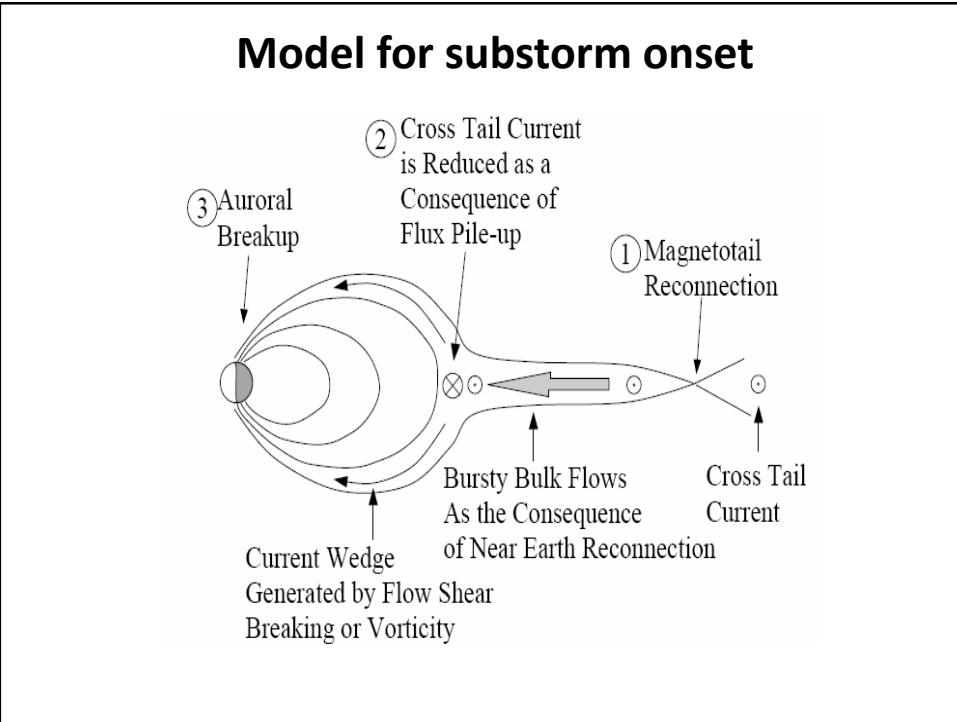 Model for substorm onset
2 Cross Tail Current
is Reduced as a
Consequence of
Flux Pile-up
3 Auroral
Breakup
1 Magnetotail
Reconnection
Bursty Bulk Flows
As the Consequence
of Near Earth Reconnection
Cross Tail
Current
Current Wedge
Generated by Flow Shear
Breaking or Vorticity